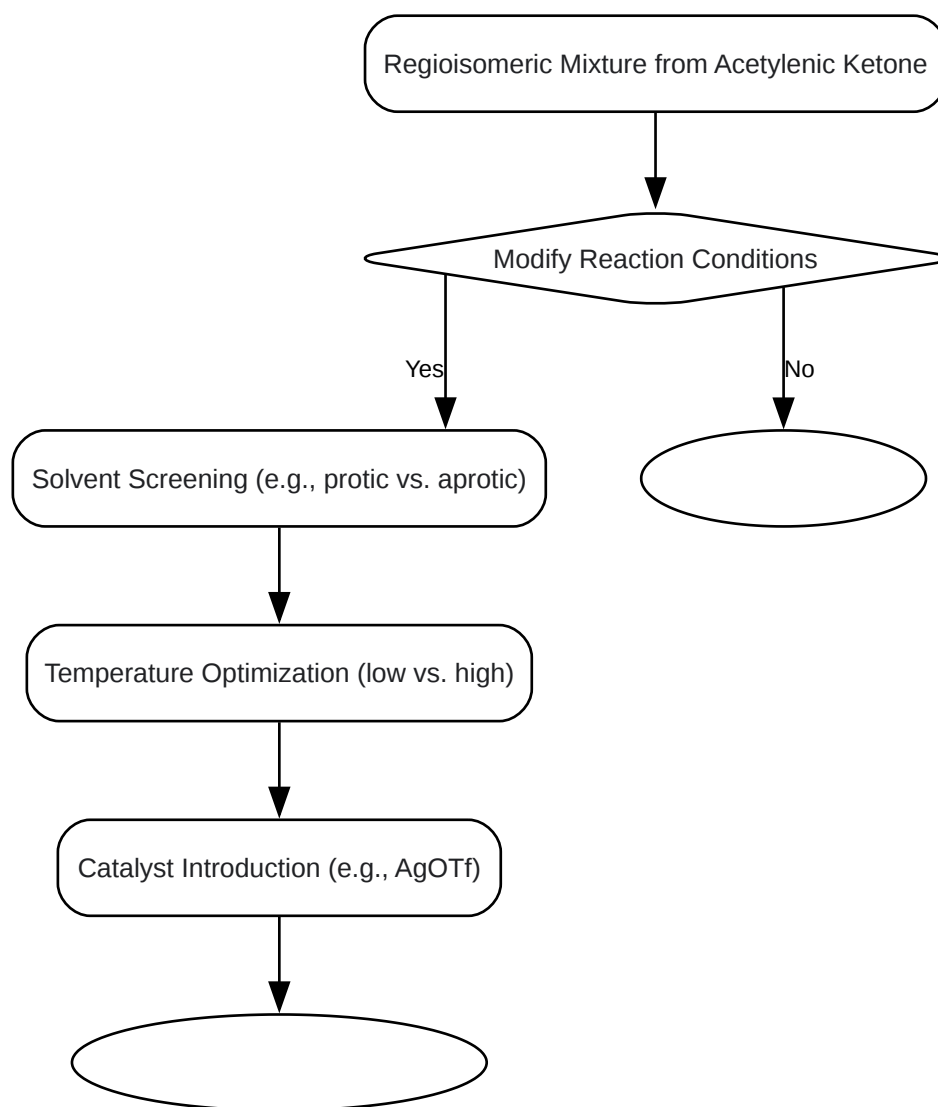 Regioisomeric Mixture from Acetylenic Ketone
Modify Reaction Conditions
Yes
No
Solvent Screening (e.g., protic vs. aprotic)
Temperature Optimization (low vs. high)
Catalyst Introduction (e.g., AgOTf)